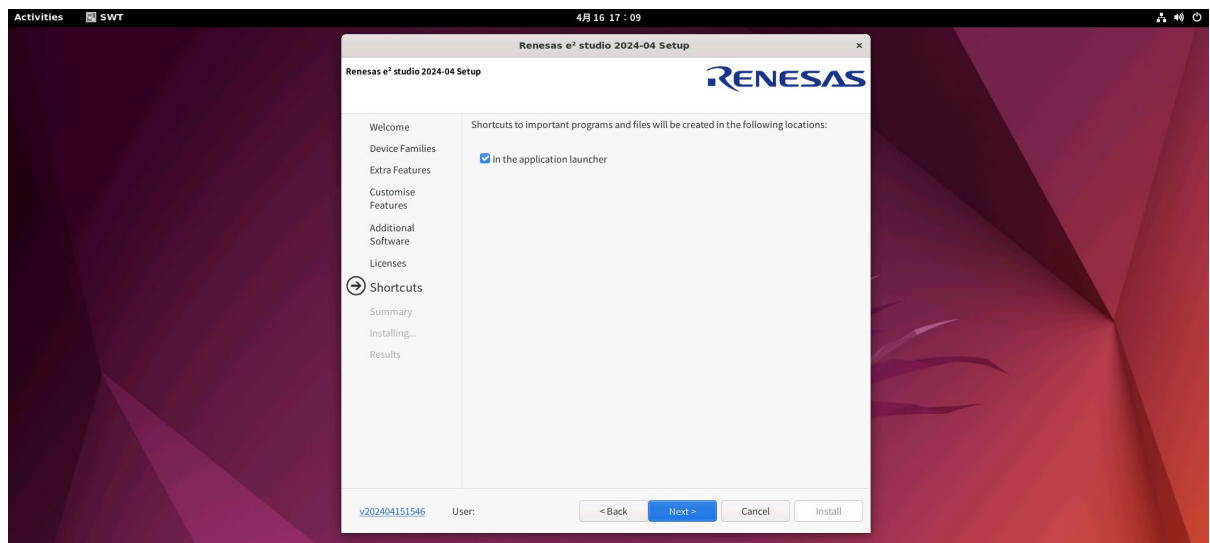 Activities
SWT
4月 16 17：09
Renesas e² studio 2024-04 Setup
×
Renesas e² studio 2024-04 Setup
RENESAS
Welcome
Device Families
Extra Features
Customise
Features
Additional
Software
Licenses
Shortcuts
Summary
Installing...
Results
Shortcuts to important programs and files will be created in the following locations:
In the application launcher
v202404151546
User:
< Back
Next >
Cancel
Install